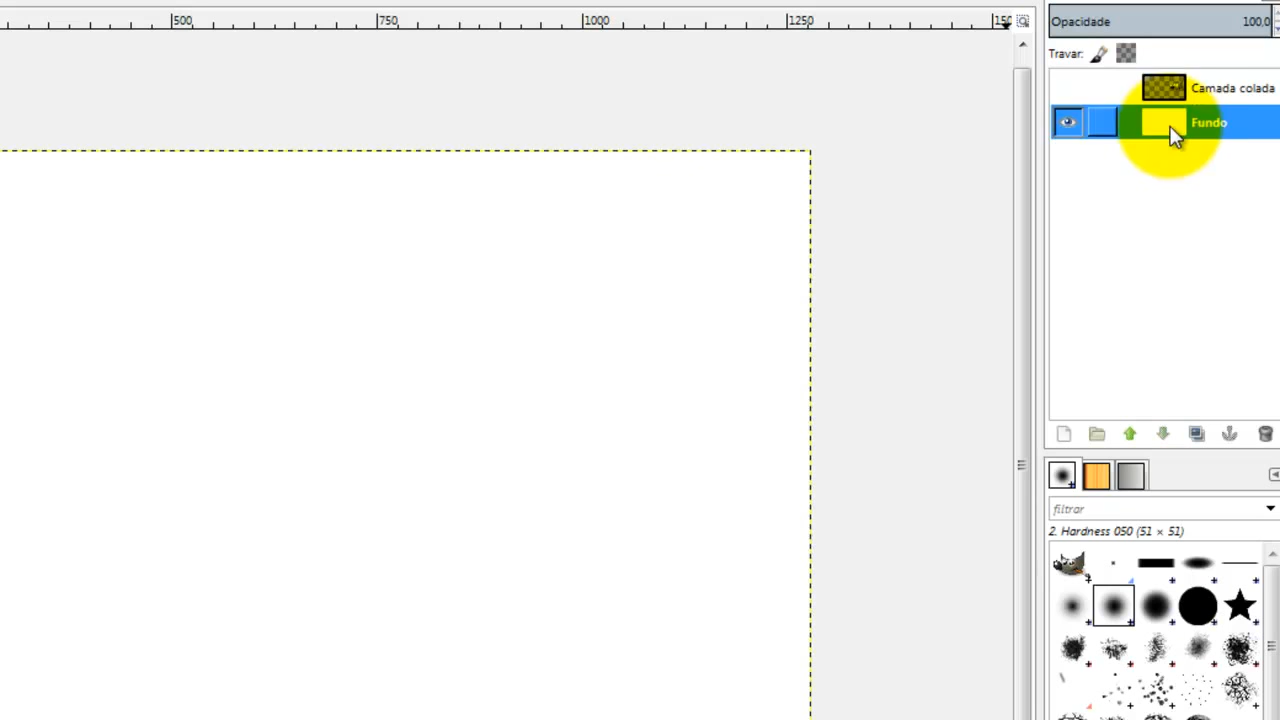 500 750 1000 1250
Opacidade 100,0
Travar:
Camada colada
Fundo
filtrar
2. Hardness 050 (51 × 51)